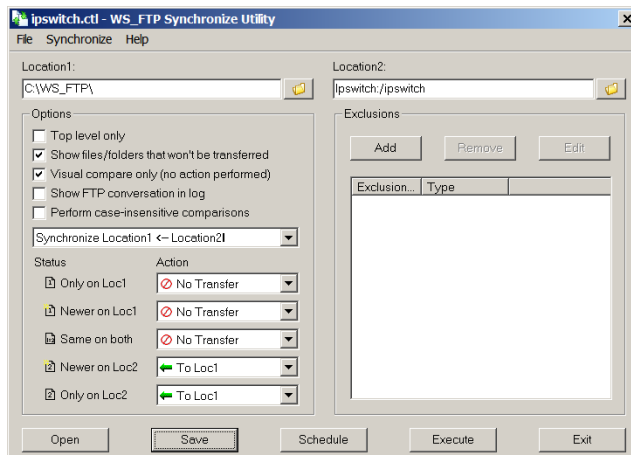 ipswitch.ctl - WS_FTP Synchronize Utility
File Synchronize Help
Location1:
C:\WS_FTP\
Location2:
Ipswitch:/ipswitch
Options
Top level only
Show files/folders that won't be transferred
Visual compare only (no action performed)
Show FTP conversation in log
Perform case-insensitive comparisons
Synchronize Location1 <-- Location2
Status Action
Only on Loc1 No Transfer
Newer on Loc1 No Transfer
Same on both No Transfer
Newer on Loc2 To Loc1
Only on Loc2 To Loc1
Exclusions
Add Remove Edit
Exclusion... Type
Open Save Schedule Execute Exit